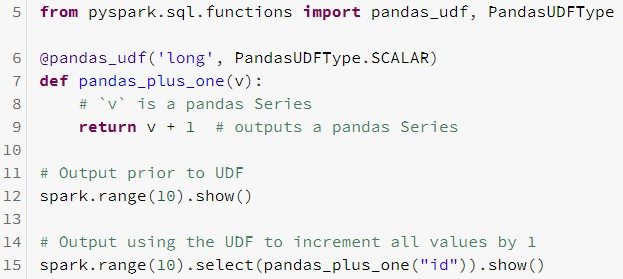 5 from pyspark.sql.functions import pandas_udf, PandasUDFType
6 @pandas_udf('long', PandasUDFType.SCALAR)
7 def pandas_plus_one(v):
8     # `v` is a pandas Series
9     return v + 1  # outputs a pandas Series
10
11 # Output prior to UDF
12 spark.range(10).show()
13
14 # Output using the UDF to increment all values by 1
15 spark.range(10).select(pandas_plus_one("id")).show()